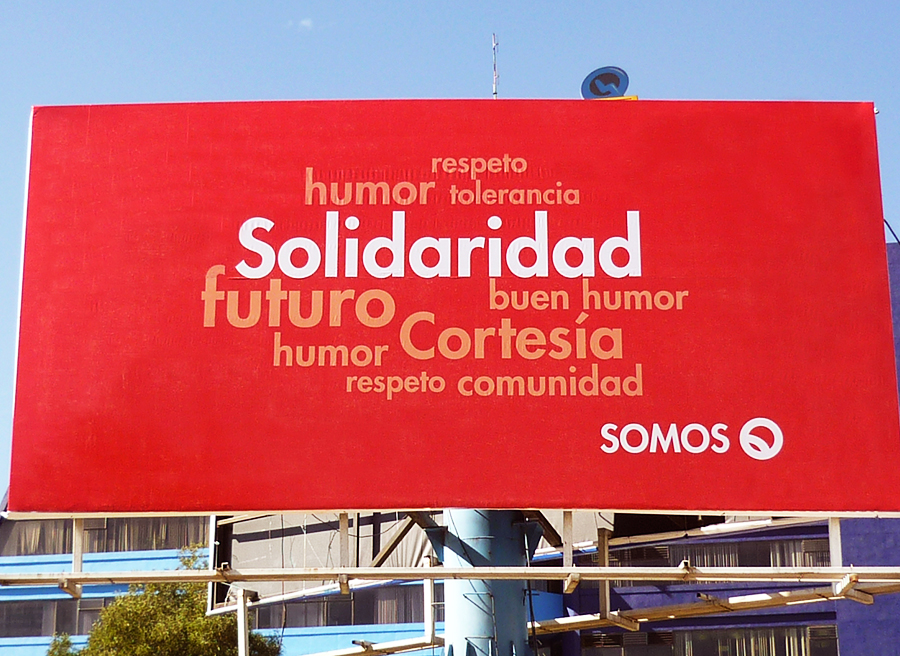 respeto
humor tolerancia
Solidaridad
futuro buen humor
humor Cortesía
respeto comunidad
SOMOS